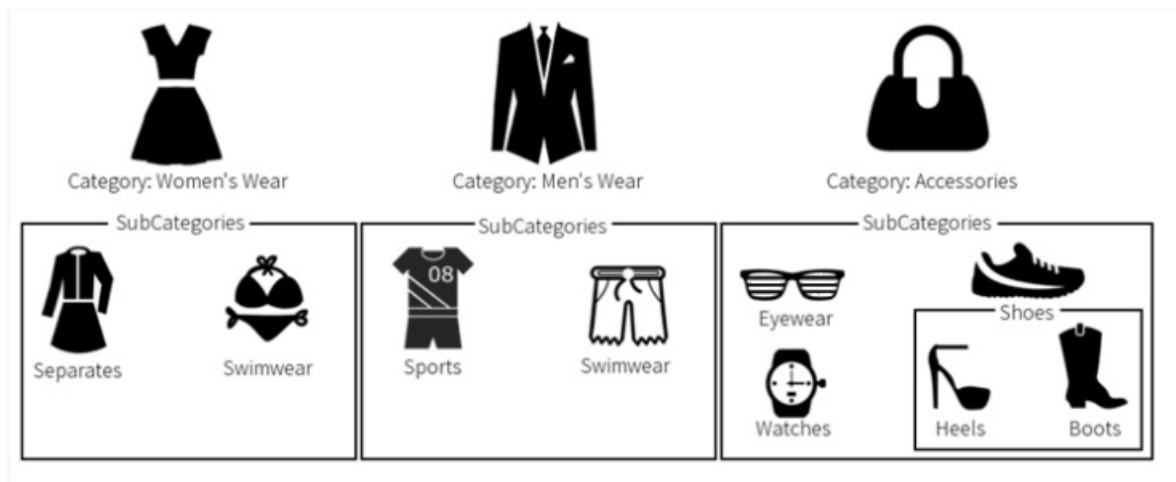 Category: Women's Wear
Category: Men's Wear
Category: Accessories
SubCategories
Separates
Swimwear
SubCategories
08
Sports
Swimwear
SubCategories
Eyewear
Shoes
Watches
Heels
Boots